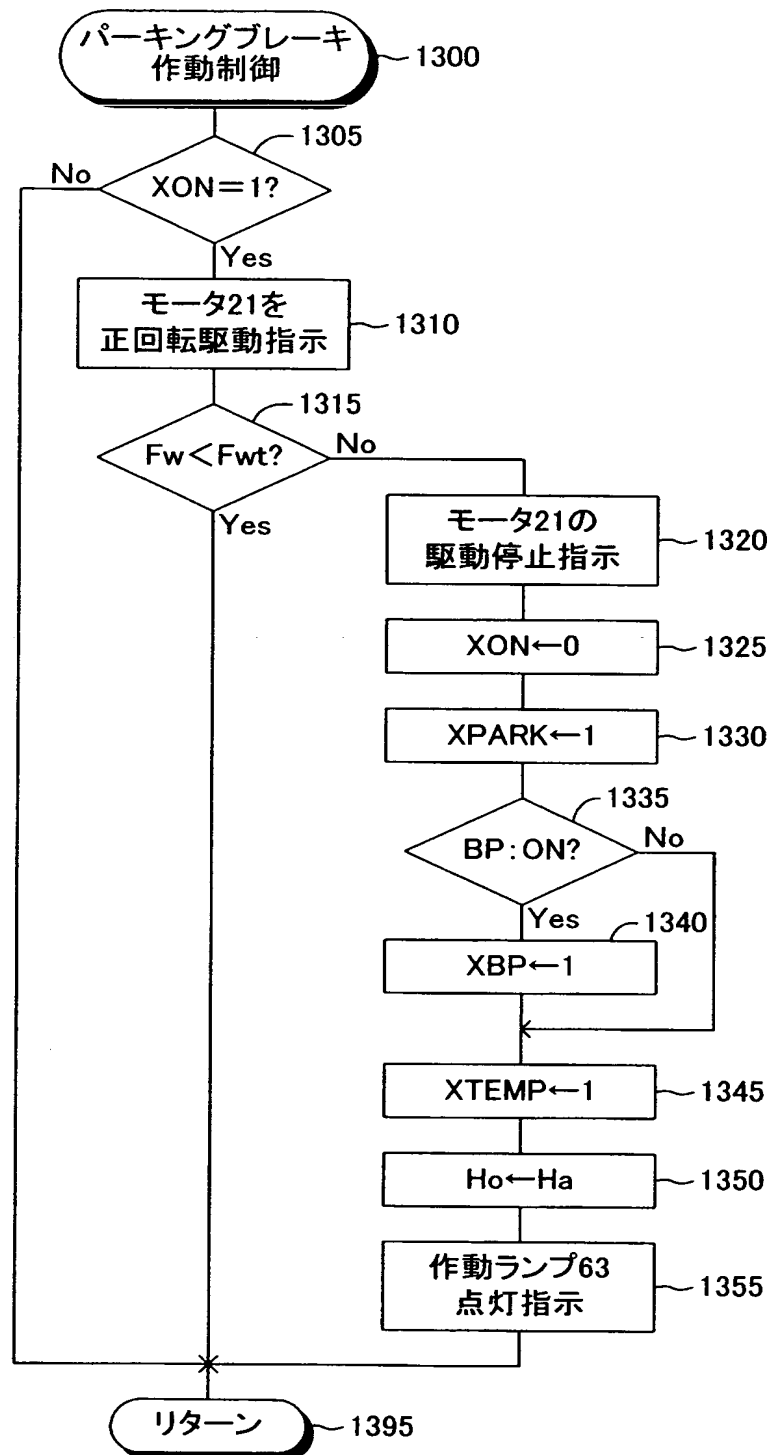 パーキングブレーキ
作動制御
1300
1305
No
XON=1?
Yes
モータ21を
正回転駆動指示
1310
1315
Fw<Fwt?
No
Yes
モータ21の
駆動停止指示
1320
XON←0
1325
XPARK←1
1330
1335
BP:ON?
No
Yes
1340
XBP←1
XTEMP←1
1345
Ho←Ha
1350
作動ランプ63
点灯指示
1355
リターン
1395